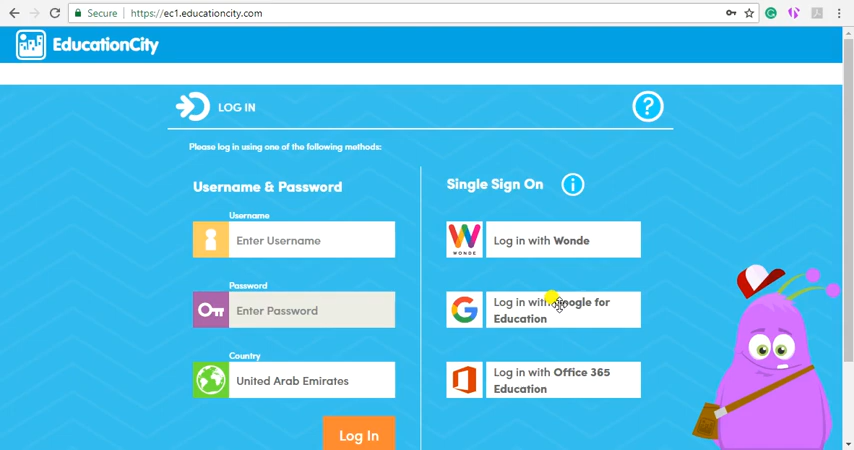 Secure
https://ec1.educationcity.com
EducationCity
LOG IN
?
Please log in using one of the following methods:
Username & Password
Single Sign On
i
Username
Enter Username
WONDE
Log in with Wonde
Password
Enter Password
Log in with Google for
Education
Country
United Arab Emirates
Log in with Office 365
Education
Log In